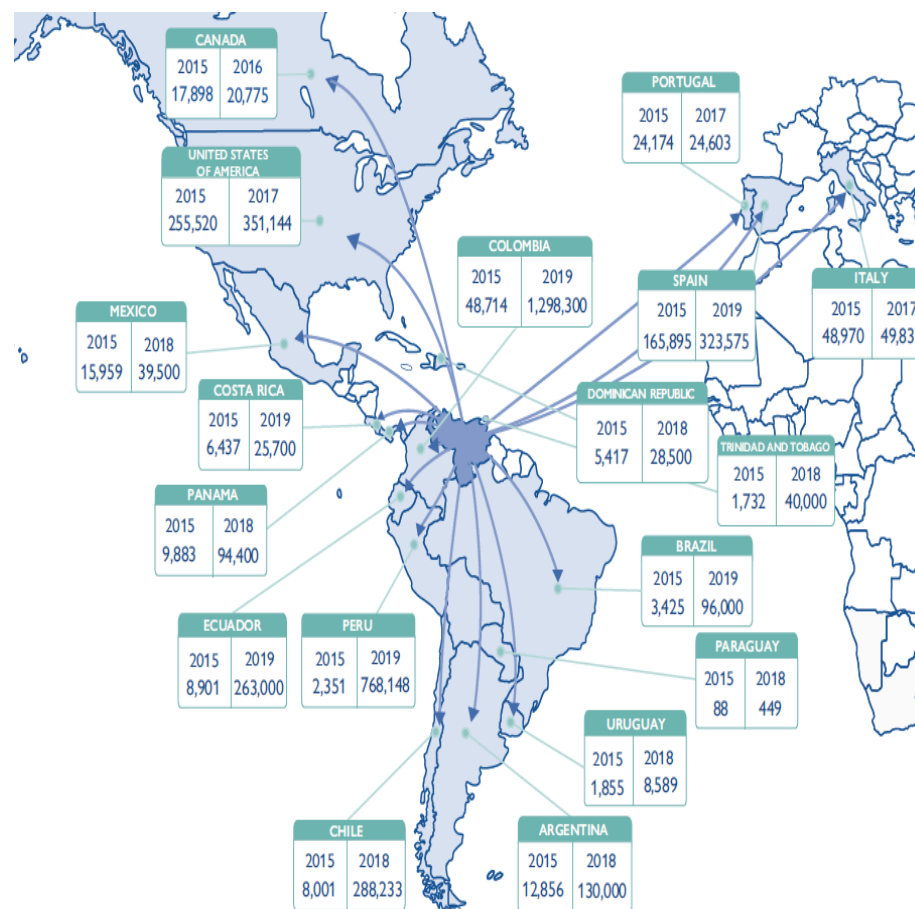 CANADA
2015 2016
17,898 20,775
PORTUGAL
2015 2017
24,174 24,603
UNITED STATES
OF AMERICA
2015 2017
255,520 351,144
COLOMBIA
2015 2019
48,714 1,298,300
SPAIN
2015 2019
165,895 323,575
ITALY
2015 2017
48,970 49,83
MEXICO
2015 2018
15,959 39,500
COSTA RICA
2015 2019
6,437 25,700
DOMINICAN REPUBLIC
2015 2018
5,417 28,500
TRINIDAD AND TOBAGO
2015 2018
1,732 40,000
PANAMA
2015 2018
9,883 94,400
BRAZIL
2015 2019
3,425 96,000
ECUADOR
2015 2019
8,901 263,000
PERU
2015 2019
2,351 768,148
PARAGUAY
2015 2018
88 449
URUGUAY
2015 2018
1,855 8,589
CHILE
2015 2018
8,001 288,233
ARGENTINA
2015 2018
12,856 130,000